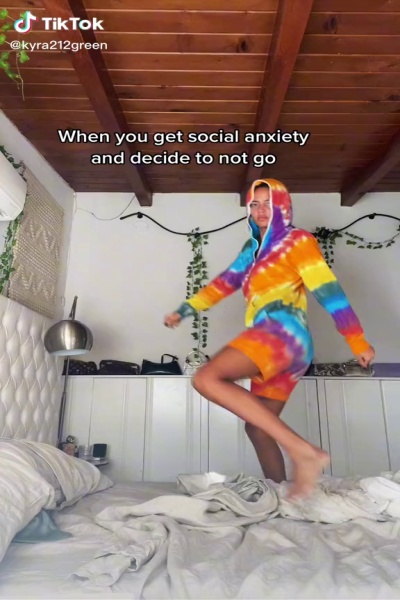 TikTok
@kyra212green
When you get social anxiety
and decide to not go